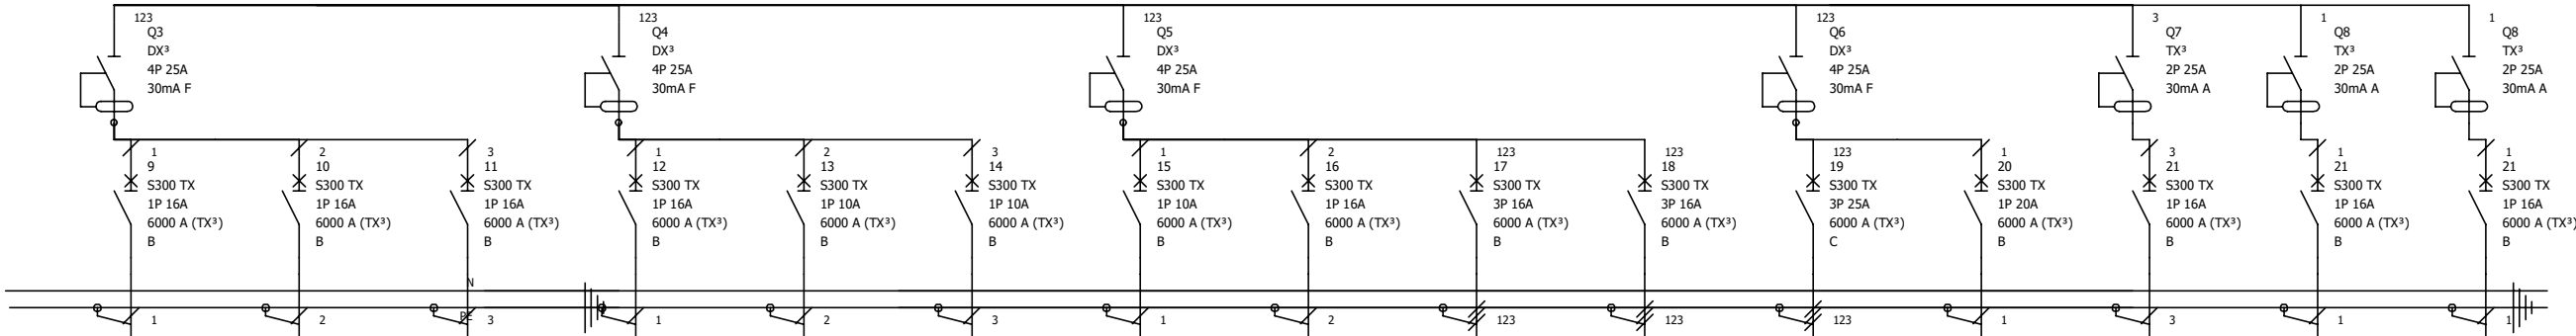 123
Q3
DX³
4P 25A
30mA F
123
Q4
DX³
4P 25A
30mA F
123
Q5
DX³
4P 25A
30mA F
123
Q6
DX³
4P 25A
30mA F
3
Q7
TX³
2P 25A
30mA A
1
Q8
TX³
2P 25A
30mA A
1
Q8
TX³
2P 25A
30mA A
1
9
S300 TX
1P 16A
6000 A (TX³)
B
2
10
S300 TX
1P 16A
6000 A (TX³)
B
3
11
S300 TX
1P 16A
6000 A (TX³)
B
1
12
S300 TX
1P 16A
6000 A (TX³)
B
2
13
S300 TX
1P 10A
6000 A (TX³)
B
3
14
S300 TX
1P 10A
6000 A (TX³)
B
1
15
S300 TX
1P 10A
6000 A (TX³)
B
2
16
S300 TX
1P 16A
6000 A (TX³)
B
123
17
S300 TX
3P 16A
6000 A (TX³)
B
123
18
S300 TX
3P 16A
6000 A (TX³)
B
123
19
S300 TX
3P 25A
6000 A (TX³)
C
1
20
S300 TX
1P 20A
6000 A (TX³)
B
3
21
S300 TX
1P 16A
6000 A (TX³)
B
1
21
S300 TX
1P 16A
6000 A (TX³)
B
1
21
S300 TX
1P 16A
6000 A (TX³)
B
N
PE
1
2
3
1
2
3
1
2
123
123
123
1
3
1
1